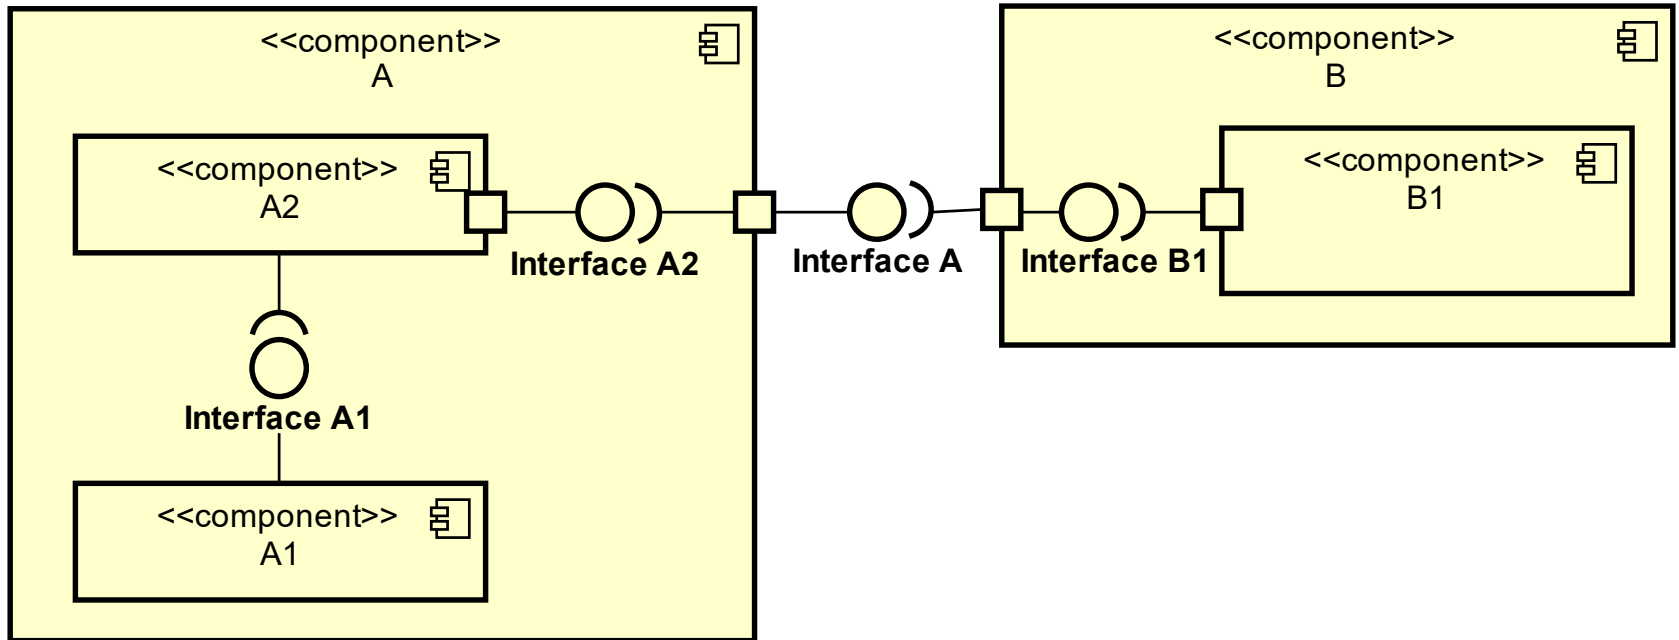 <<component>>
A
<<component>>
A2
Interface A2
Interface A1
<<component>>
A1
Interface A
<<component>>
B
<<component>>
B1
Interface B1